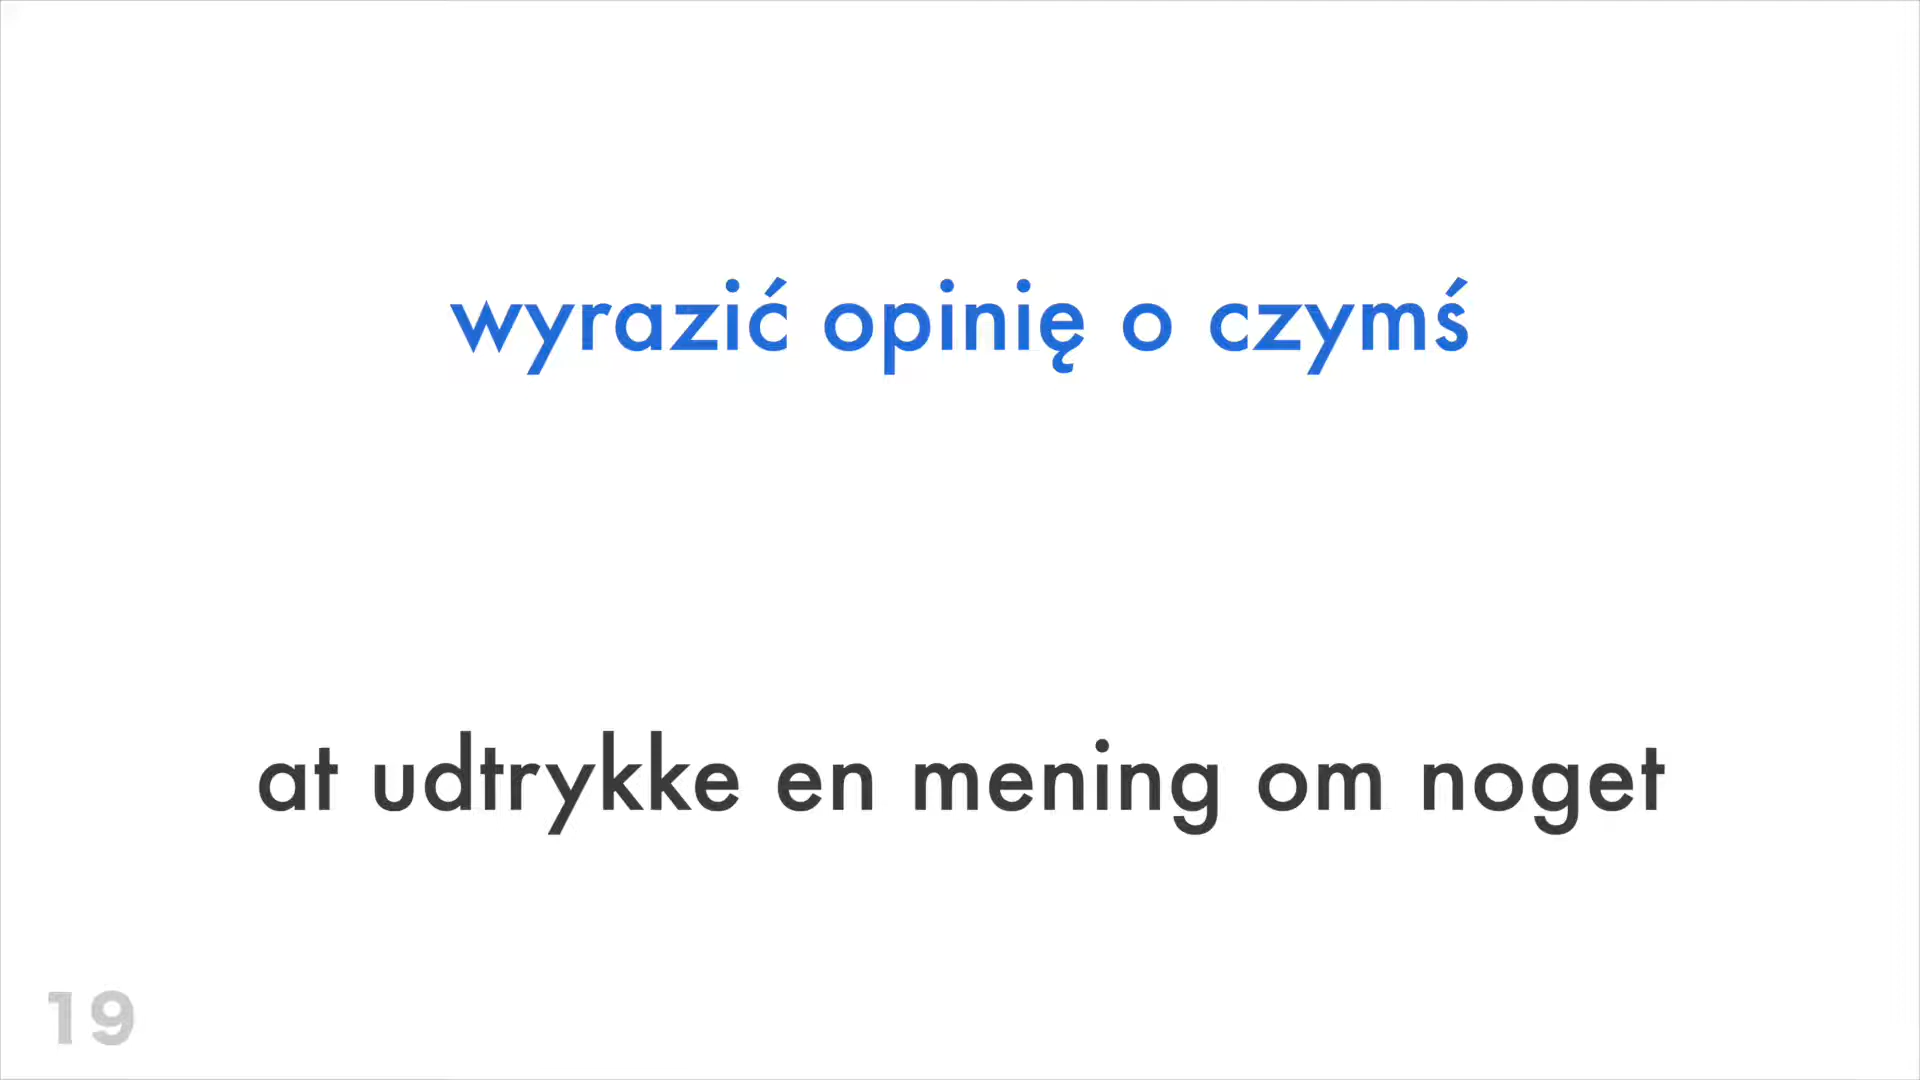 wyrazić opinię o czymś
at udtrykke en mening om noget
19